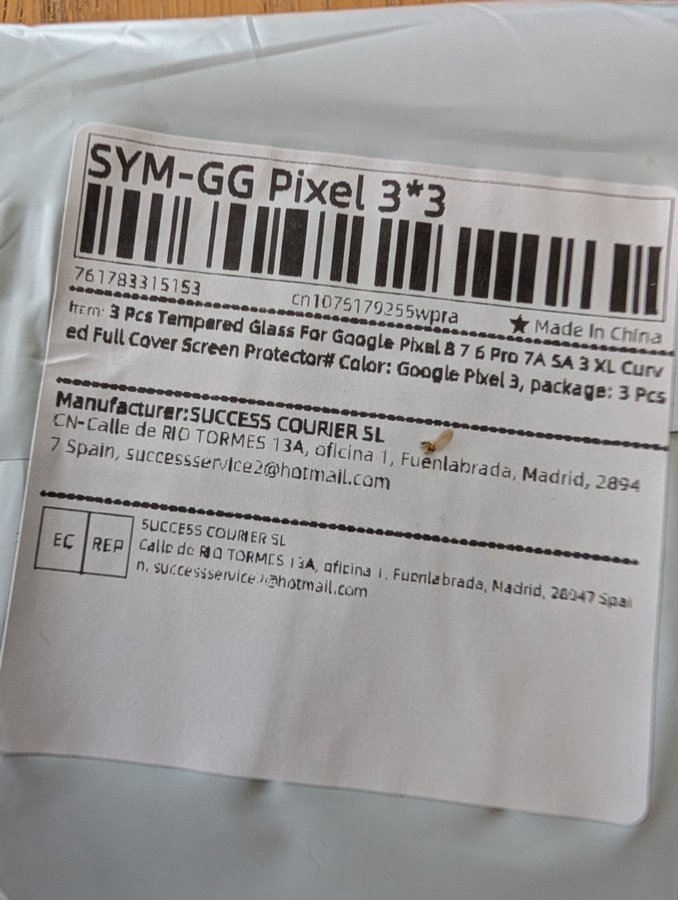 SYM-GG Pixel 3*3
761783315153
cn1075179255wpra
★ Made In China
Item: 3 Pcs Tempered Glass For Google Pixel 8 7 6 Pro 7A 5A 3 XL Curv
ed Full Cover Screen Protector# Color: Google Pixel 3, package: 3 Pcs
Manufacturer:SUCCESS COURIER SL
CN-Calle de RIO TORMES 13A, oficina 1, Fuenlabrada, Madrid, 2894
7 Spain, successservice2@hotmail.com
EC REP
SUCCESS COURIER SL
Calle de RIO TORMES 13A, oficina 1. Fuenlabrada, Madrid, 28947 Spai
n, successservice2@hotmail.com